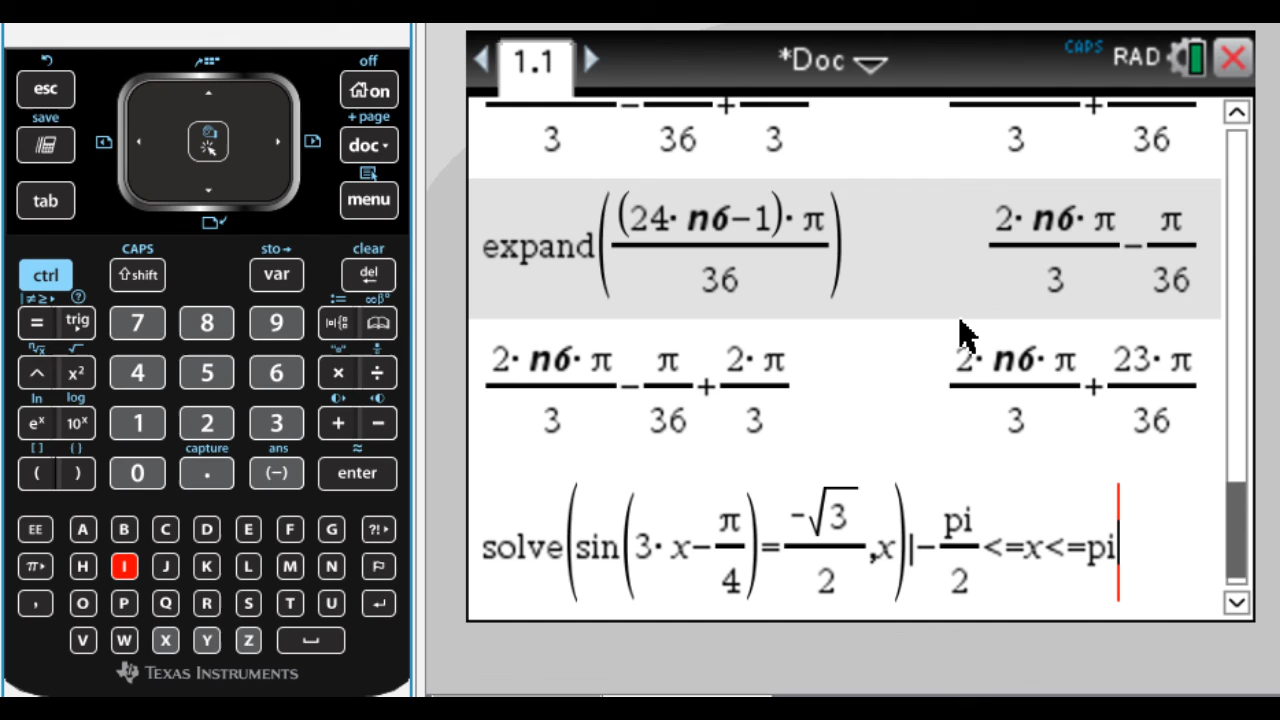 off
esc
on
save
+ page
doc
tab
menu
CAPS
sto→
clear
ctrl
⇧shift
var
del
|≠≥▸
:=
∞β°
=
trig
7
8
9
^
x²
4
5
6
×
÷
ln
log
eˣ
10ˣ
1
2
3
+
−
[ ]
{ }
capture
ans
≈
(
)
0
.
(−)
enter
EE
A
B
C
D
E
F
G
?!▸
π▸
H
I
J
K
L
M
N
,
O
P
Q
R
S
T
U
V
W
X
Y
Z
TEXAS INSTRUMENTS
1.1
*Doc
CAPS RAD
3 − 36 + 3
3 + 36
expand((24·n6−1)·π/36)
2·n6·π/3 − π/36
2·n6·π/3 − π/36 + 2·π/3
2·n6·π/3 + 23·π/36
solve(sin(3·x−π/4)=−√3/2,x)|−pi/2<=x<=pi